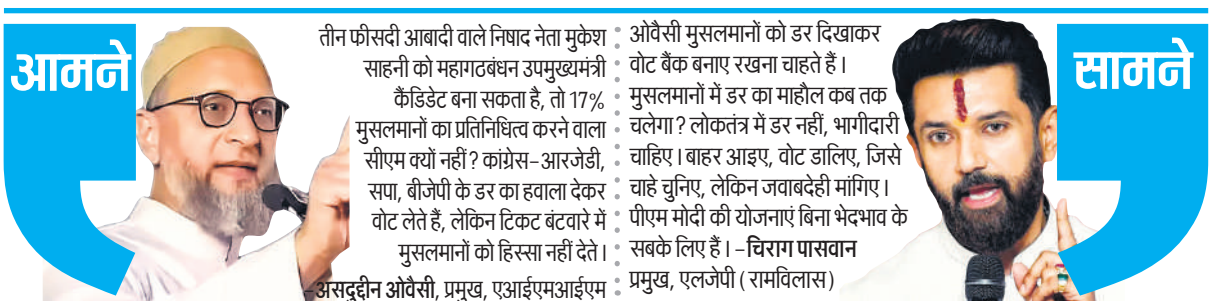 आमने
तीन फीसदी आबादी वाले निषाद नेता मुकेश
साहनी को महागठबंधन उपमुख्यमंत्री
कैंडिडेट बना सकता है, तो 17%
मुसलमानों का प्रतिनिधित्व करने वाला
सीएम क्यों नहीं? कांग्रेस-आरजेडी,
सपा, बीजेपी के डर का हवाला देकर
वोट लेते हैं, लेकिन टिकट बंटवारे में
मुसलमानों को हिस्सा नहीं देते।
-असदुद्दीन ओवैसी, प्रमुख, एआईएमआईएम
ओवैसी मुसलमानों को डर दिखाकर
वोट बैंक बनाए रखना चाहते हैं।
मुसलमानों में डर का माहौल कब तक
चलेगा? लोकतंत्र में डर नहीं, भागीदारी
चाहिए। बाहर आइए, वोट डालिए, जिसे
चाहे चुनिए, लेकिन जवाबदेही मांगिए।
पीएम मोदी की योजनाएं बिना भेदभाव के
सबके लिए हैं। -चिराग पासवान
प्रमुख, एलजेपी (रामविलास)
सामने